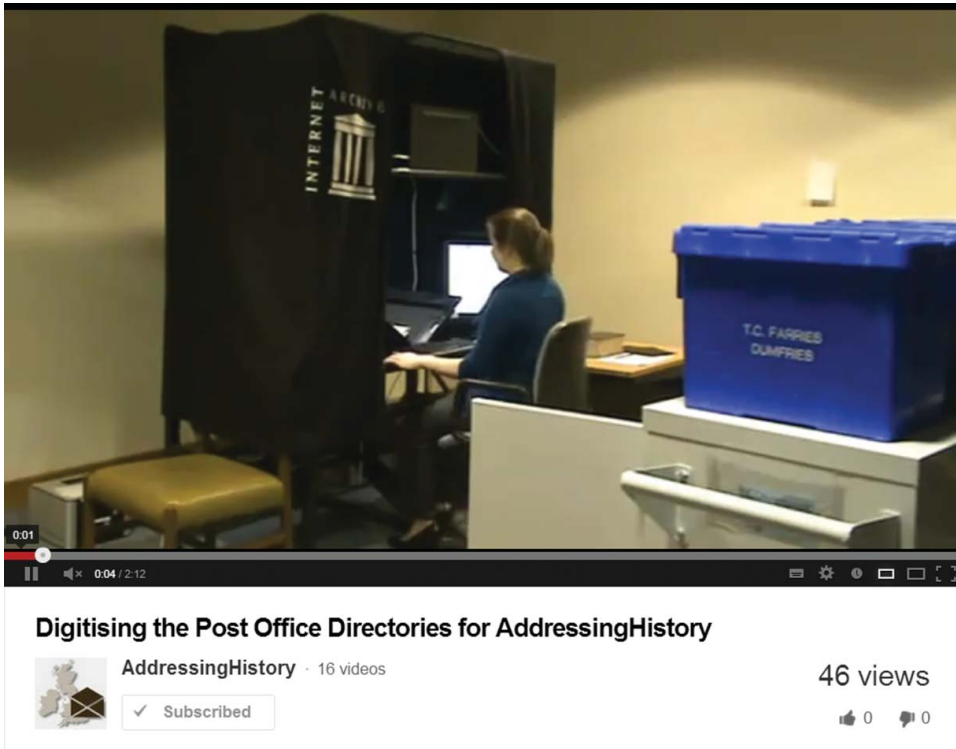 INTERNET
ARCHIVE
T.C. FARRIES
DUMFRIES
0:01
0:04 / 2:12
Digitising the Post Office Directories for AddressingHistory
AddressingHistory · 16 videos
✓ Subscribed
46 views
0 0